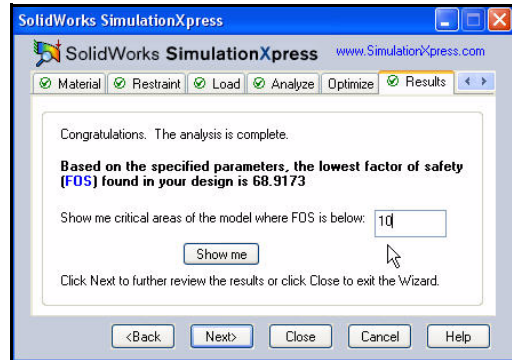 SolidWorks SimulationXpress
SolidWorks SimulationXpress www.SimulationXpress.com
Material Restraint Load Analyze Optimize Results
Congratulations. The analysis is complete.
Based on the specified parameters, the lowest factor of safety
(FOS) found in your design is 68.9173
Show me critical areas of the model where FOS is below: 10
Show me
Click Next to further review the results or click Close to exit the Wizard.
<Back Next> Close Cancel Help